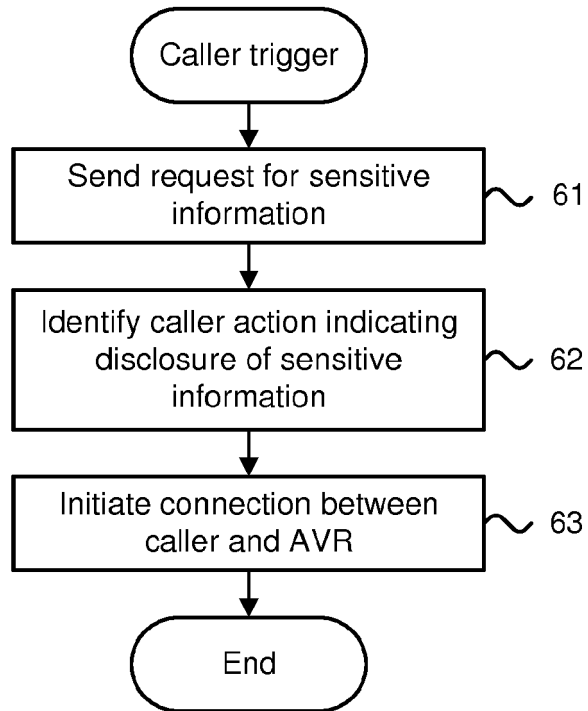 Caller trigger
Send request for sensitive
information
61
Identify caller action indicating
disclosure of sensitive
information
62
Initiate connection between
caller and AVR
63
End